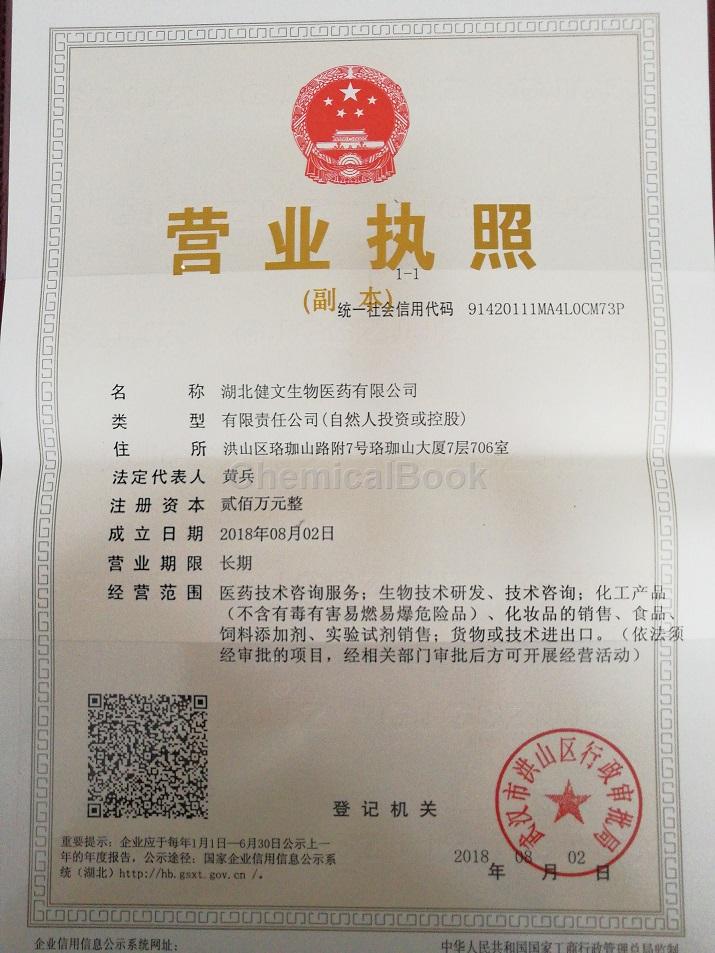 营业执照
1-1
(副 本)
统一社会信用代码 91420111MA4L0CM73P
名 称 湖北健文生物医药有限公司
类 型 有限责任公司(自然人投资或控股)
住 所 洪山区珞珈山路附7号珞珈山大厦7层706室
ChemicalBook
法定代表人 黄兵
注册资本 贰佰万元整
成立日期 2018年08月02日
营业期限 长期
经营范围 医药技术咨询服务；生物技术研发、技术咨询；化工产品
（不含有毒有害易燃易爆危险品）、化妆品的销售、食品、
饲料添加剂、实验试剂销售；货物或技术进出口。（依法须
经审批的项目，经相关部门审批后方可开展经营活动）
武汉市洪山区行政审批局
登记机关
2018 08 02
年 月 日
重要提示：企业应于每年1月1日—6月30日公示上一
年的年度报告，公示途径：国家企业信用信息公示系
统（湖北）http://hb.gsxt.gov.cn /。
企业信用信息公示系统网址：
中华人民共和国国家工商行政管理总局监制